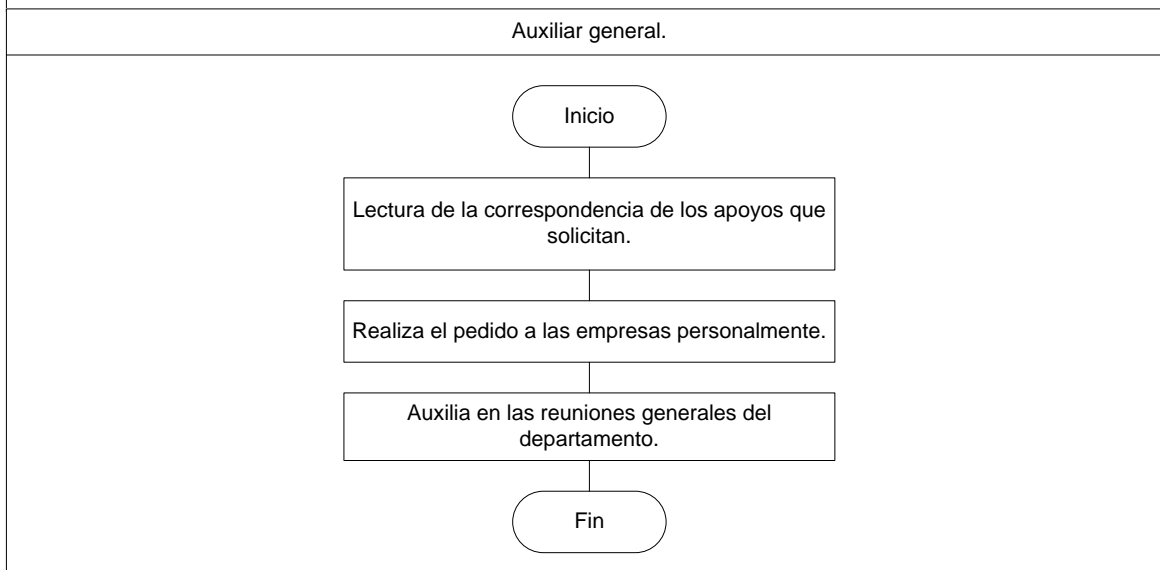 Auxiliar general.
Inicio
Lectura de la correspondencia de los apoyos que
solicitan.
Realiza el pedido a las empresas personalmente.
Auxilia en las reuniones generales del
departamento.
Fin